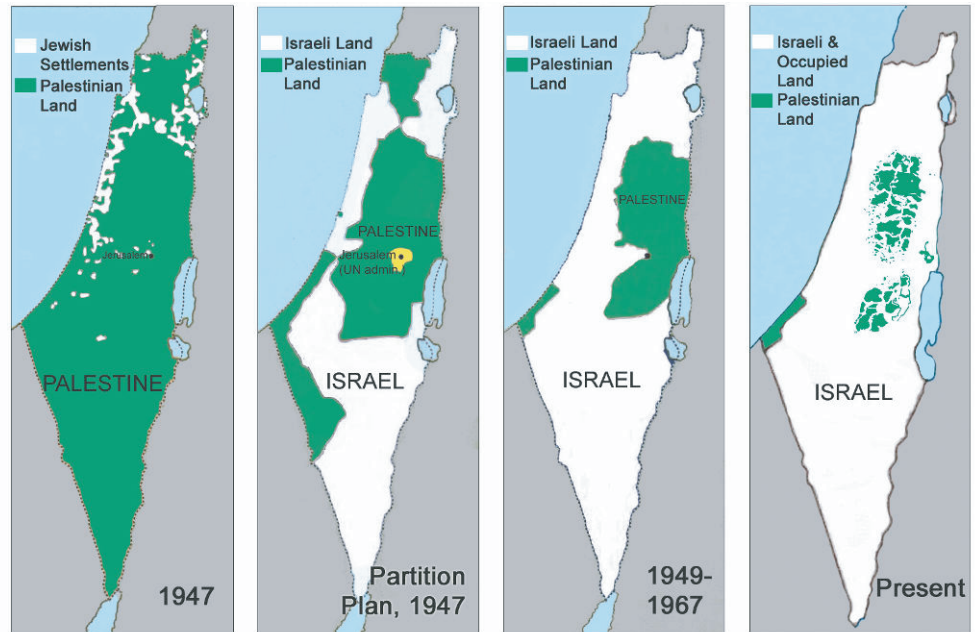 Jewish
Settlements
Palestinian
Land
Jerusalem
PALESTINE
1947
Israeli Land
Palestinian
Land
PALESTINE
Jerusalem
(UN admin.)
ISRAEL
Partition
Plan, 1947
Israeli Land
Palestinian
Land
PALESTINE
ISRAEL
1949-
1967
Israeli &
Occupied
Land
Palestinian
Land
ISRAEL
Present